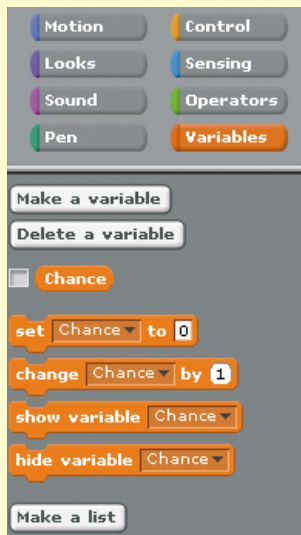 Motion Control
Looks Sensing
Sound Operators
Pen Variables
Make a variable
Delete a variable
Chance
set Chance to 0
change Chance by 1
show variable Chance
hide variable Chance
Make a list